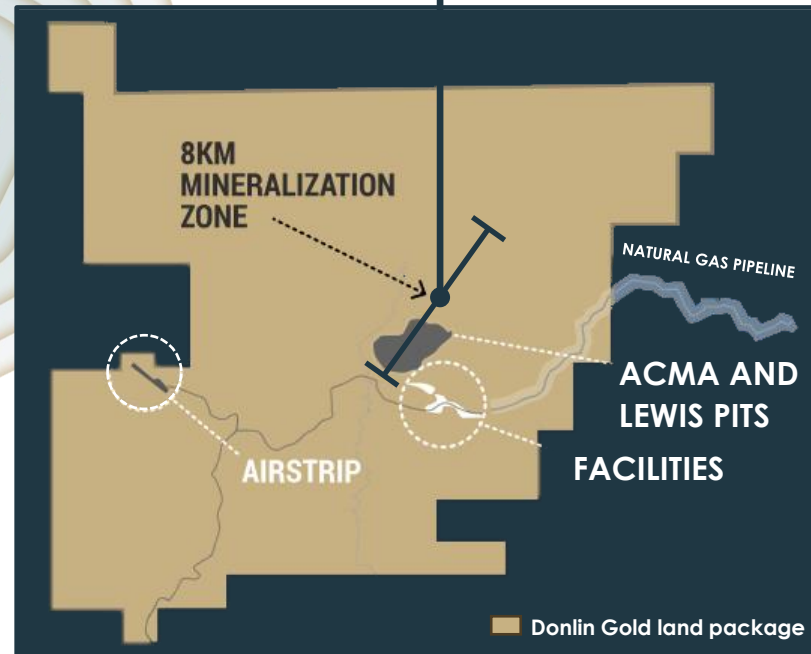 8KM
MINERALIZATION
ZONE
NATURAL GAS PIPELINE
ACMA AND
LEWIS PITS
FACILITIES
AIRSTRIP
Donlin Gold land package